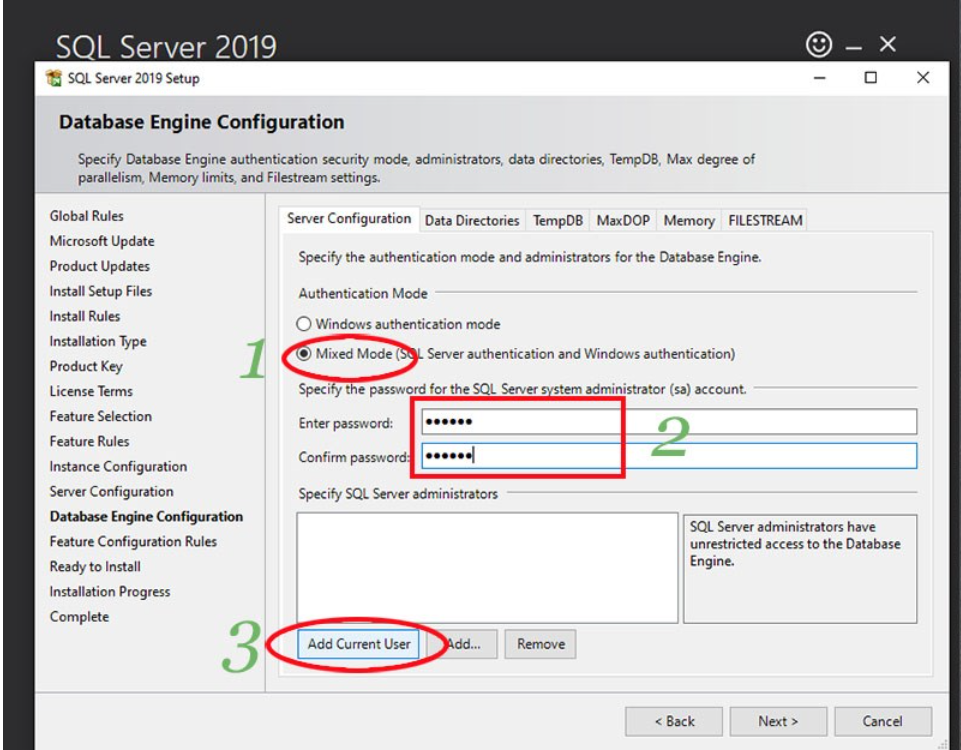 SQL Server 2019
SQL Server 2019 Setup
Database Engine Configuration
Specify Database Engine authentication security mode, administrators, data directories, TempDB, Max degree of
parallelism, Memory limits, and Filestream settings.
Global Rules
Microsoft Update
Product Updates
Install Setup Files
Install Rules
Installation Type
Product Key
License Terms
Feature Selection
Feature Rules
Instance Configuration
Server Configuration
Database Engine Configuration
Feature Configuration Rules
Ready to Install
Installation Progress
Complete
Server Configuration Data Directories TempDB MaxDOP Memory FILESTREAM
Specify the authentication mode and administrators for the Database Engine.
Authentication Mode
Windows authentication mode
1
Mixed Mode (SQL Server authentication and Windows authentication)
Specify the password for the SQL Server system administrator (sa) account.
Enter password: ••••••
2
Confirm password: ••••••
Specify SQL Server administrators
SQL Server administrators have
unrestricted access to the Database
Engine.
3
Add Current User Add... Remove
< Back Next > Cancel